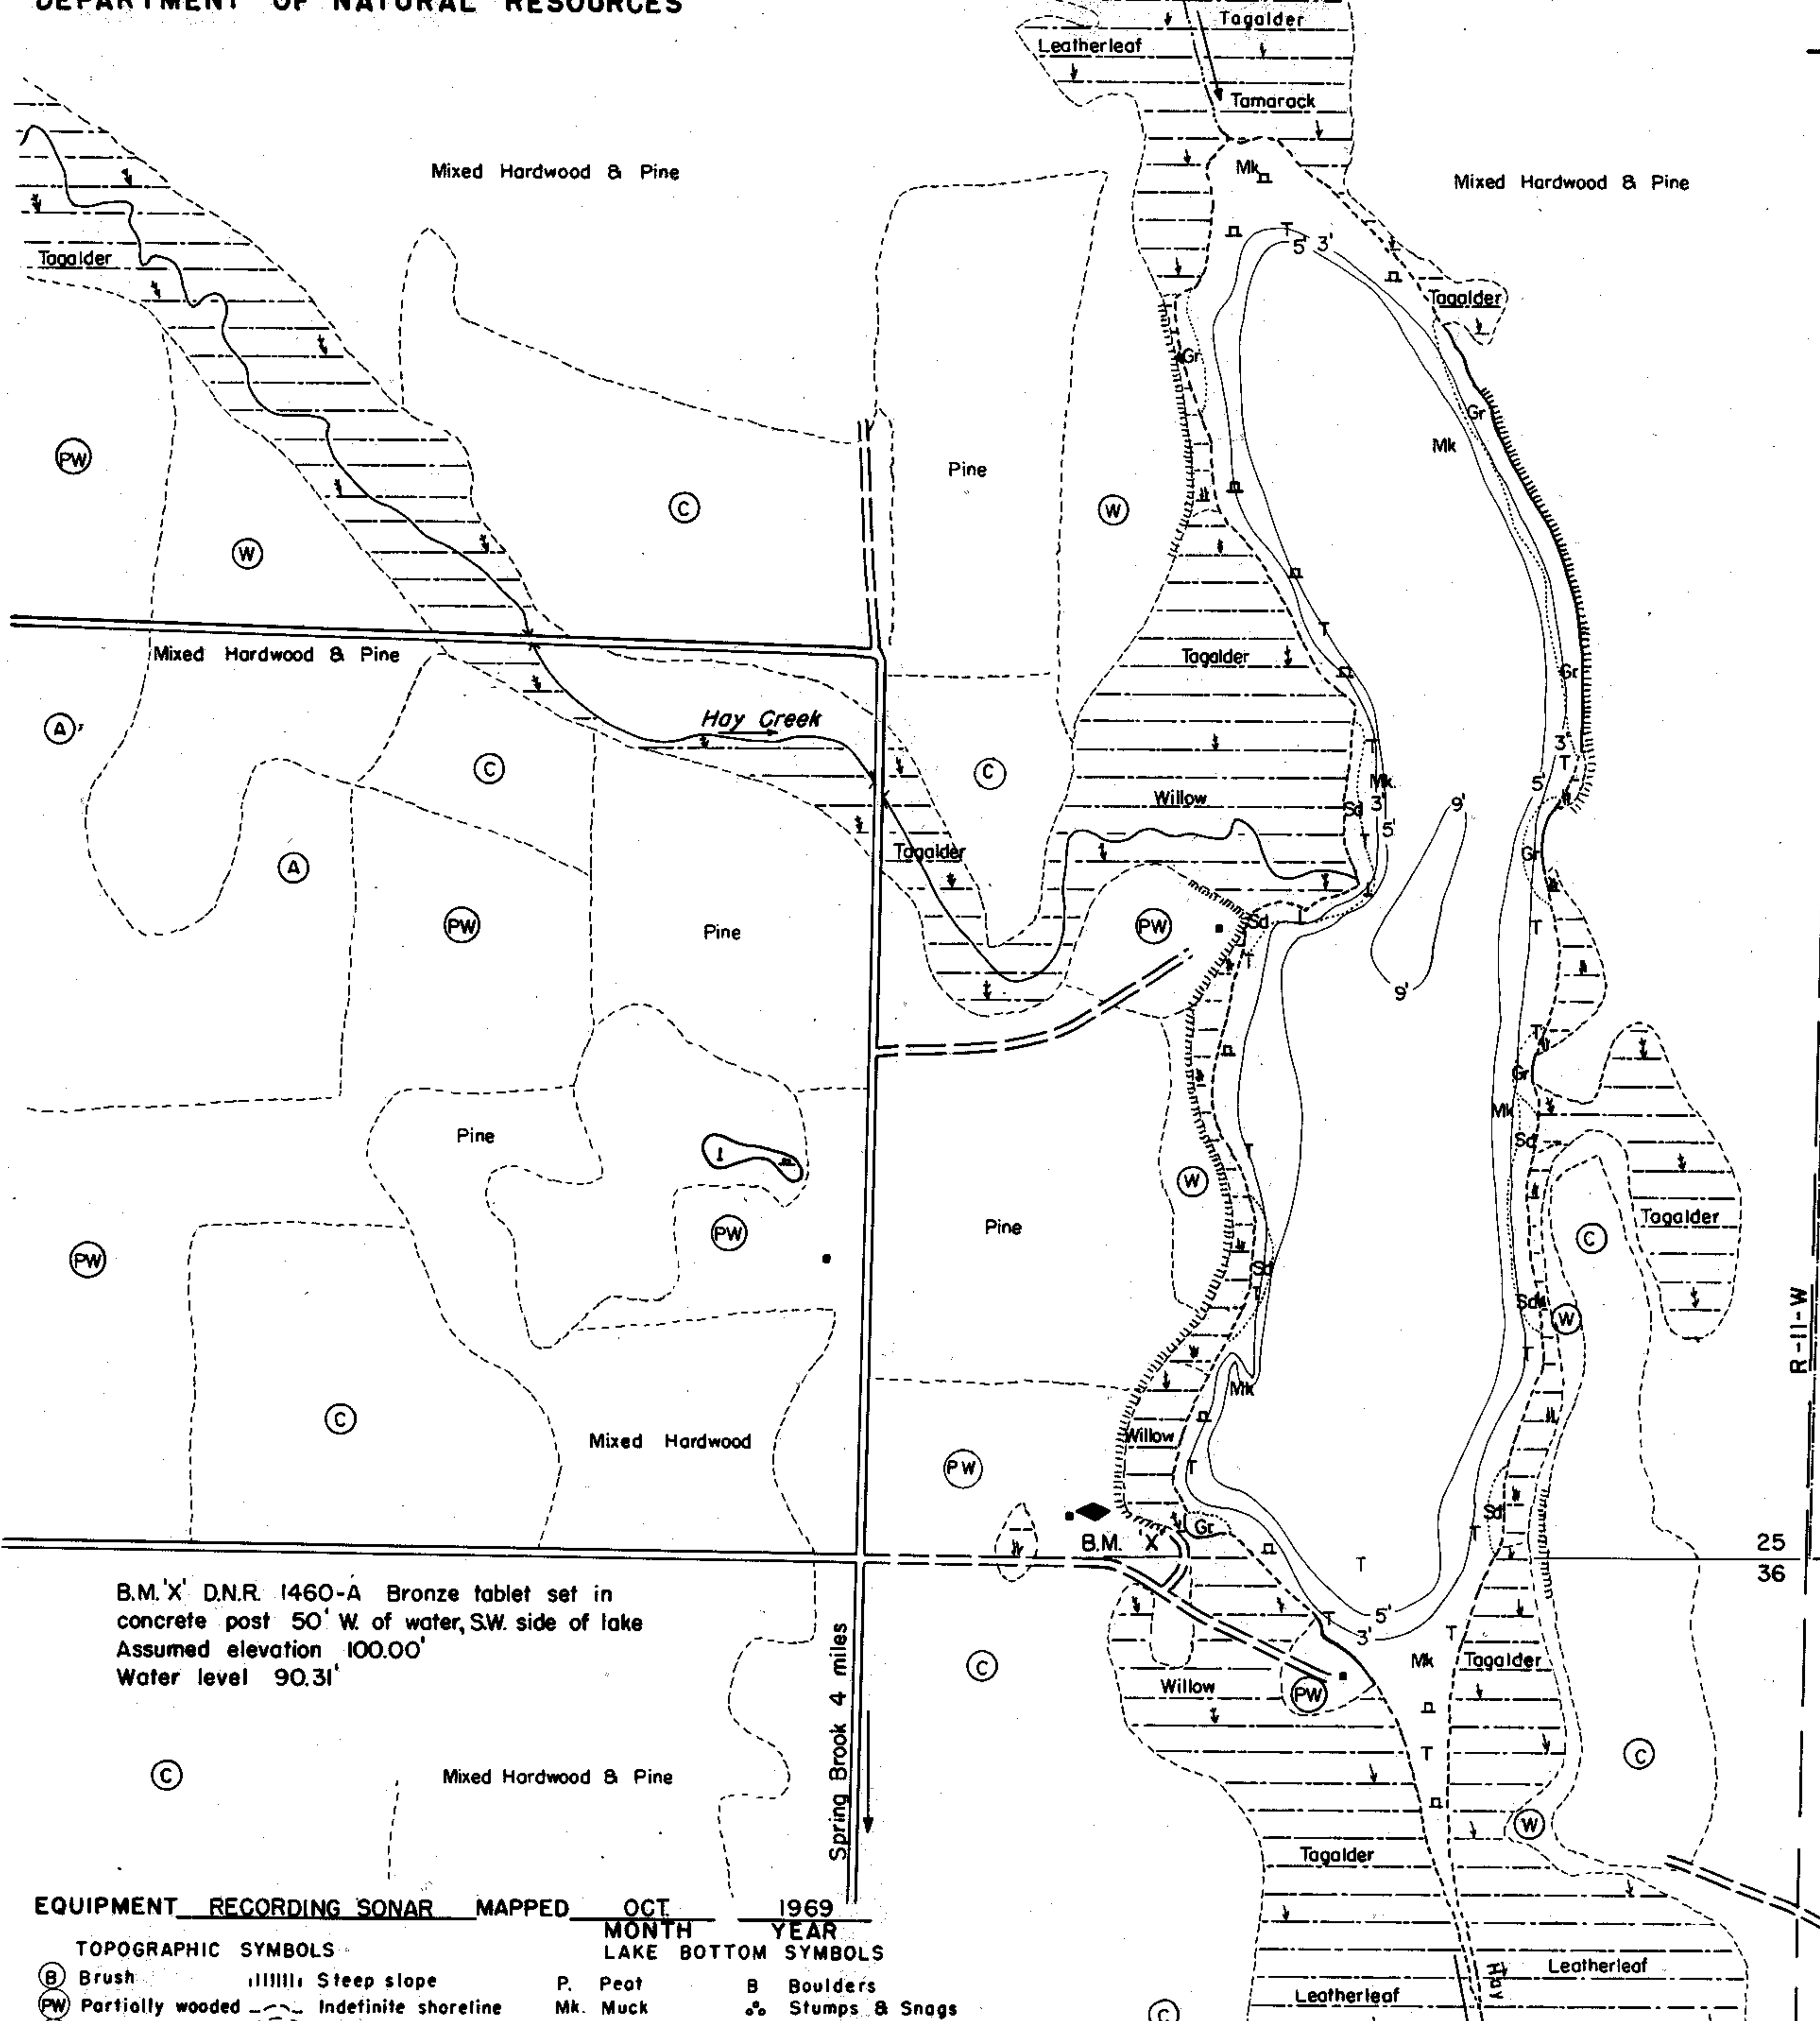 DEPARTMENT OF NATURAL RESOURCES
Tagalder
Leatherleaf
Tamarack
Mixed Hardwood & Pine
Mk.
Mixed Hardwood & Pine
T
5' 3'
Tagalder
Tagalder
Gr
Gr
Mk
PW
Pine
C
W
W
T
Mixed Hardwood & Pine
Tagalder
Gr
A
Hay Creek
C
C
T
3'
T
Mk.
5'
Willow
Sd
3'
9'
5'
T
Tagalder
Gr
A
I
PW
Pine
PW
Sd
T
T
T
9'
T
Gr
Mk
Pine
Sd
I
T
W
Tagalder
PW
Pine
C
PW
Sd
T
Sd
W
R-11-W
T
Mk
C
Mixed Hardwood
Willow
PW
T
Sd
Gr
T
B.M. 'X'
T
25
36
B.M.'X' D.N.R. 1460-A Bronze tablet set in
concrete post 50' W. of water, S.W. side of lake
Assumed elevation 100.00'
Water level 90.31'
T
5'
3'
T
Mk
Tagalder
C
Willow
PW
Spring Brook 4 miles
T
C
C
Mixed Hardwood & Pine
W
Tagalder
EQUIPMENT RECORDING SONAR MAPPED OCT. 1969
MONTH YEAR
TOPOGRAPHIC SYMBOLS
LAKE BOTTOM SYMBOLS
B Brush
Steep slope
P. Peat
B Boulders
PW Partially wooded
Indefinite shoreline
Mk. Muck
Stumps & Snags
Hay
Leatherleaf
Leatherleaf
C